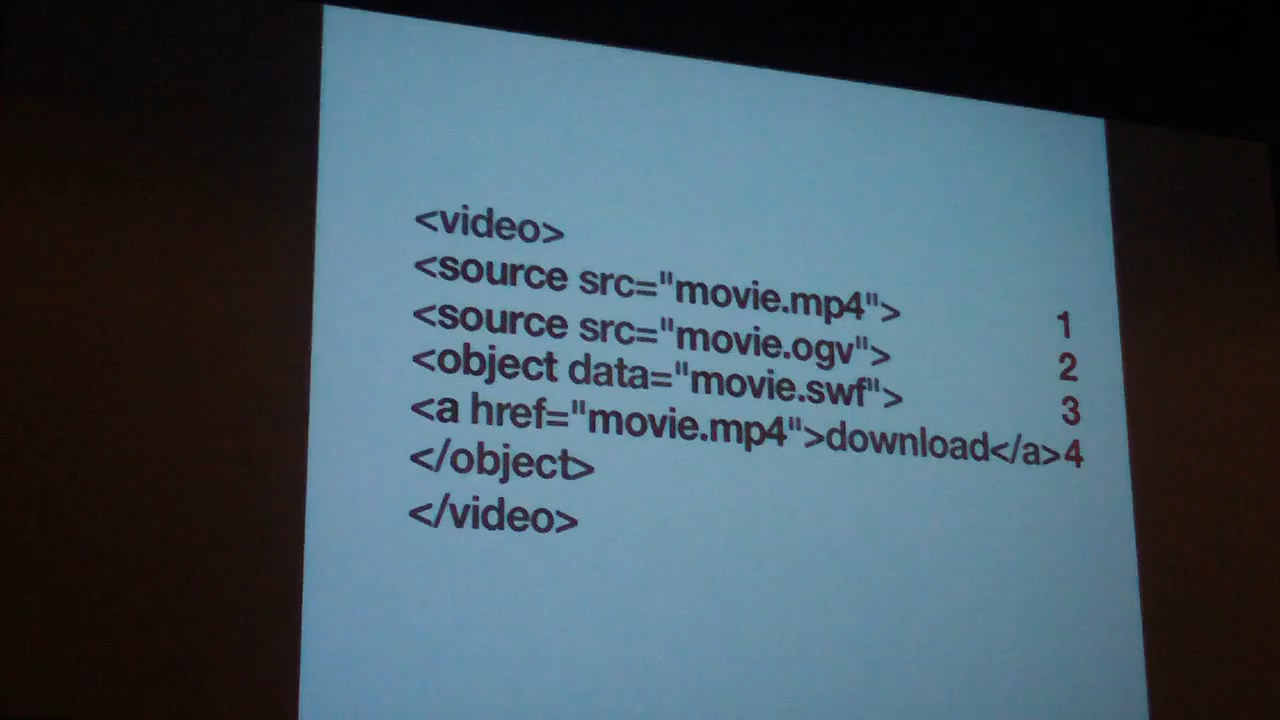 <video>
<source src="movie.mp4"> 1
<source src="movie.ogv"> 2
<object data="movie.swf"> 3
<a href="movie.mp4">download</a> 4
</object>
</video>